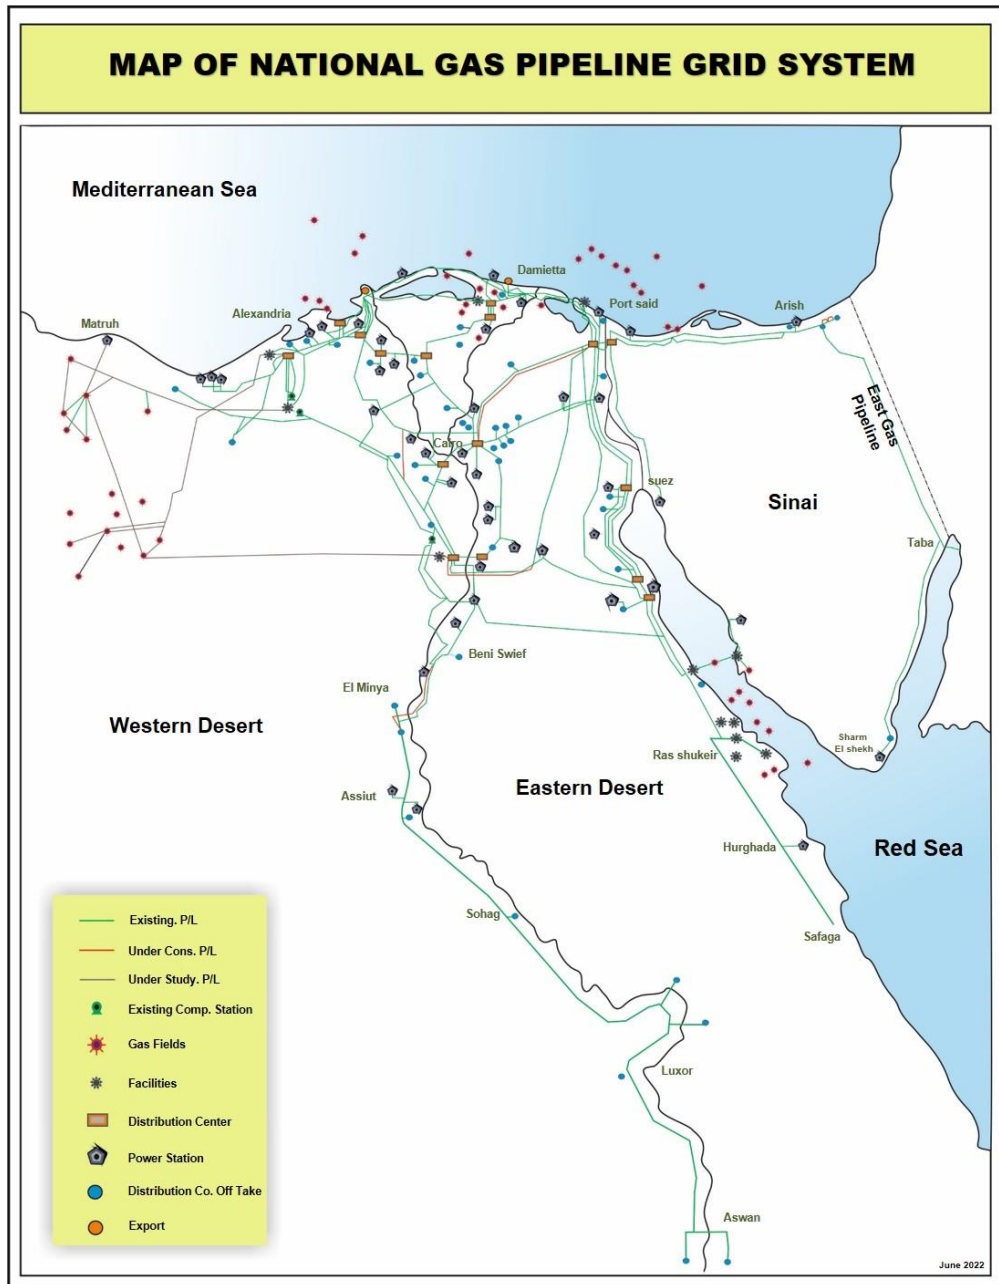 MAP OF NATIONAL GAS PIPELINE GRID SYSTEM
Mediterranean Sea
Damietta
Port said
Arish
Alexandria
Matruh
East Gas
Pipeline
Cairo
suez
Sinai
Taba
Beni Swief
El Minya
Western Desert
Sharm
El shekh
Ras shukeir
Eastern Desert
Assiut
Hurghada
Red Sea
Sohag
Safaga
Luxor
Aswan
Existing. P/L
Under Cons. P/L
Under Study. P/L
Existing Comp. Station
Gas Fields
Facilities
Distribution Center
Power Station
Distribution Co. Off Take
Export
June 2022